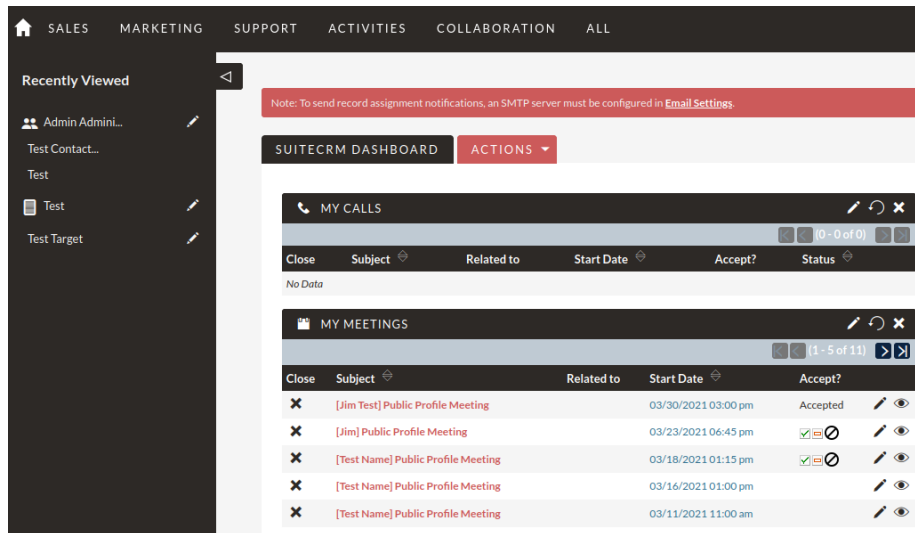 SALES MARKETING SUPPORT ACTIVITIES COLLABORATION ALL
Recently Viewed
Admin Admini...
Test Contact...
Test
Test
Test Target
Note: To send record assignment notifications, an SMTP server must be configured in Email Settings.
SUITECRM DASHBOARD ACTIONS
MY CALLS
(0 - 0 of 0)
Close Subject Related to Start Date Accept? Status
No Data
MY MEETINGS
(1 - 5 of 11)
Close Subject Related to Start Date Accept?
[Jim Test] Public Profile Meeting 03/30/2021 03:00 pm Accepted
[Jim] Public Profile Meeting 03/23/2021 06:45 pm
[Test Name] Public Profile Meeting 03/18/2021 01:15 pm
[Test Name] Public Profile Meeting 03/16/2021 01:00 pm
[Test Name] Public Profile Meeting 03/11/2021 11:00 am